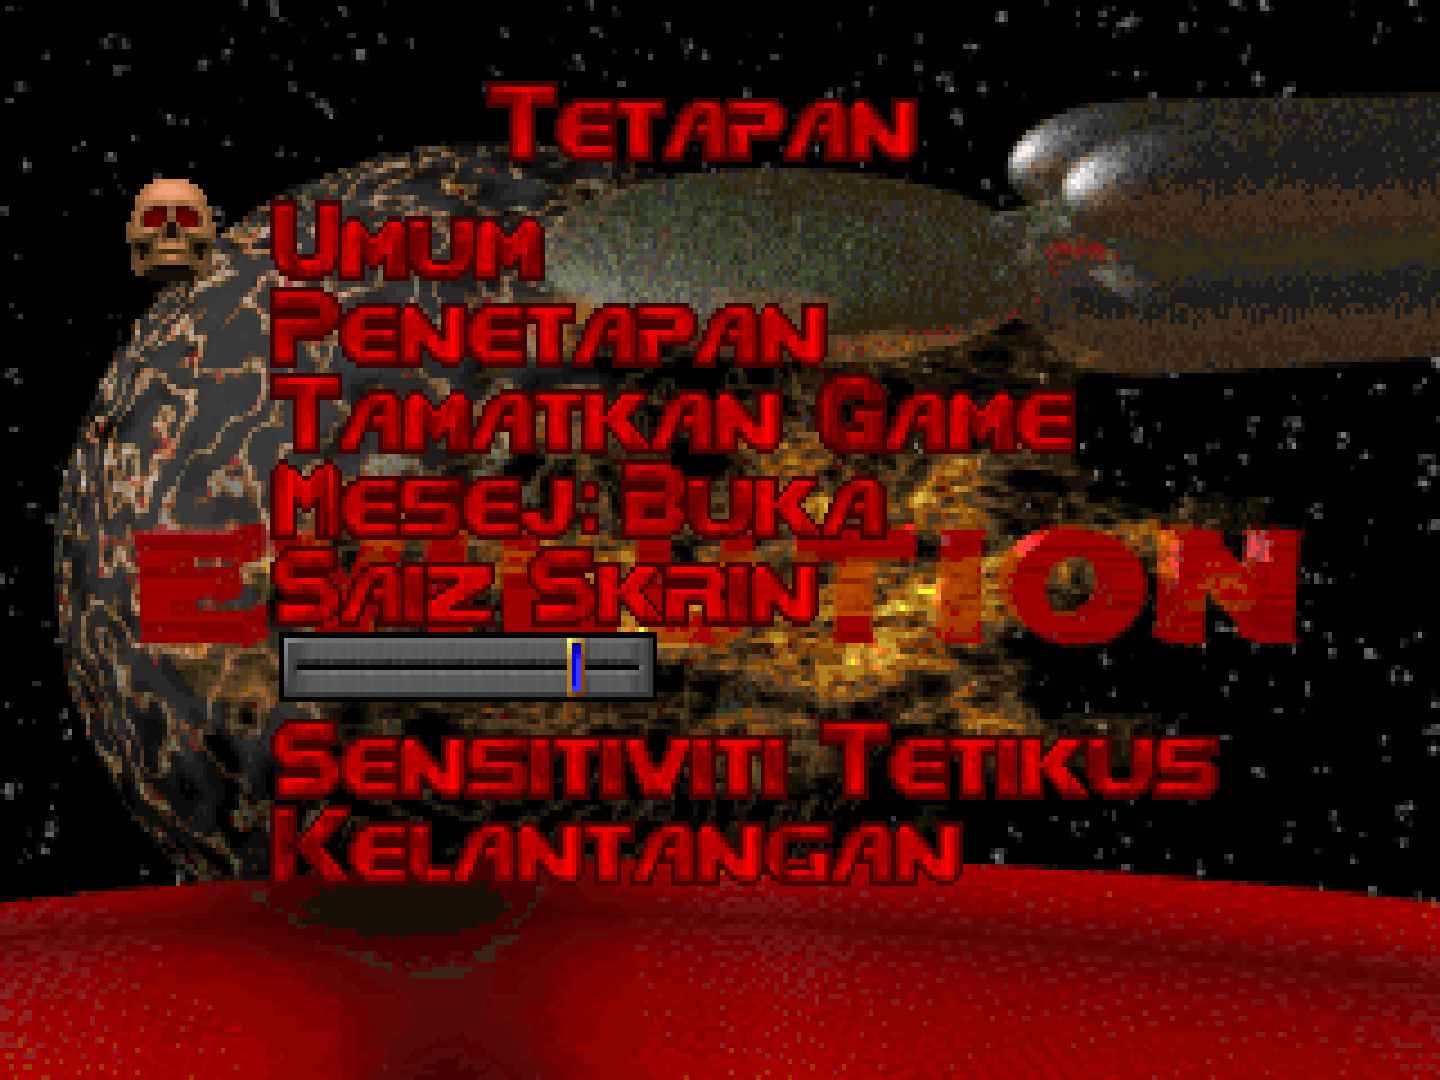 Tetapan
Umum
Penetapan
Tamatkan Game
Mesej: Buka
Saiz Skrin
Sensitiviti Tetikus
Kelantangan